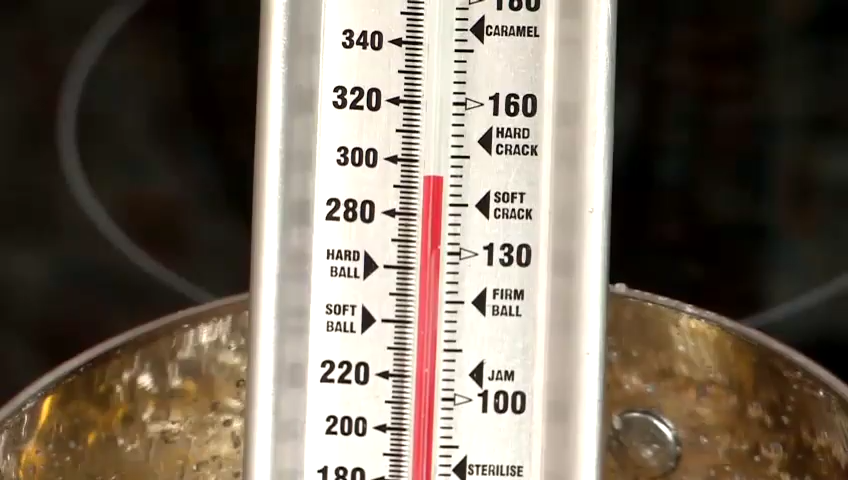 180
CARAMEL
340
320
160
HARD
CRACK
300
SOFT
CRACK
280
130
HARD
BALL
FIRM
BALL
SOFT
BALL
220
JAM
100
200
STERILISE
180